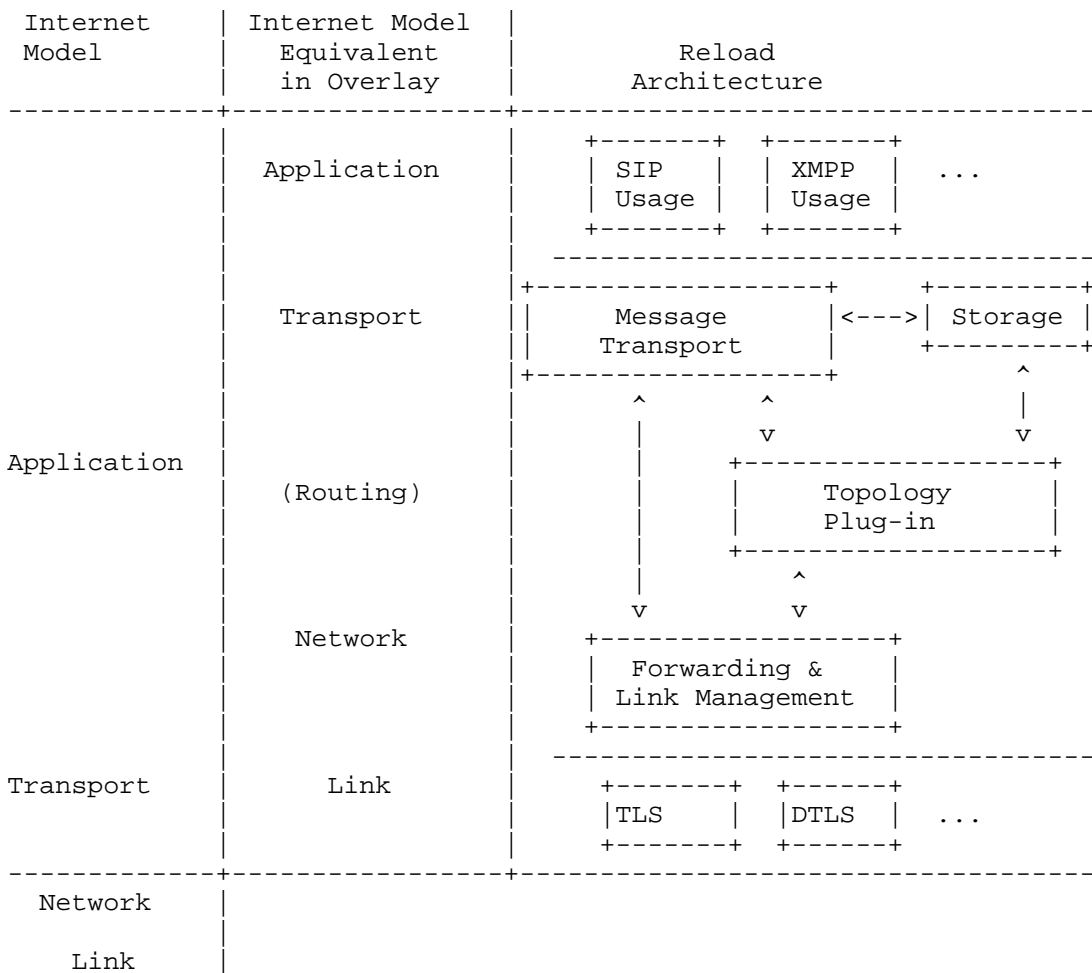 Internet | Internet Model |
Model | Equivalent | Reload
| in Overlay | Architecture
-------------+-----------------+------------------------------------
| | +-------+ +-------+
| Application | | SIP | | XMPP | ...
| | | Usage | | Usage |
| | +-------+ +-------+
| | ----------------------------------
| |+------------------+ +---------+
| Transport || Message |<--->| Storage |
| || Transport | +---------+
| |+------------------+ ^
| | ^ ^ |
| | | v v
Application | | | +-------------------+
| (Routing) | | | Topology |
| | | | Plug-in |
| | | +-------------------+
| | | ^
| | v v
| Network | +------------------+
| | | Forwarding & |
| | | Link Management |
| | +------------------+
| | ----------------------------------
Transport | Link | +-------+ +------+
| | |TLS | |DTLS | ...
| | +-------+ +------+
-------------+-----------------+------------------------------------
Network |
|
Link |